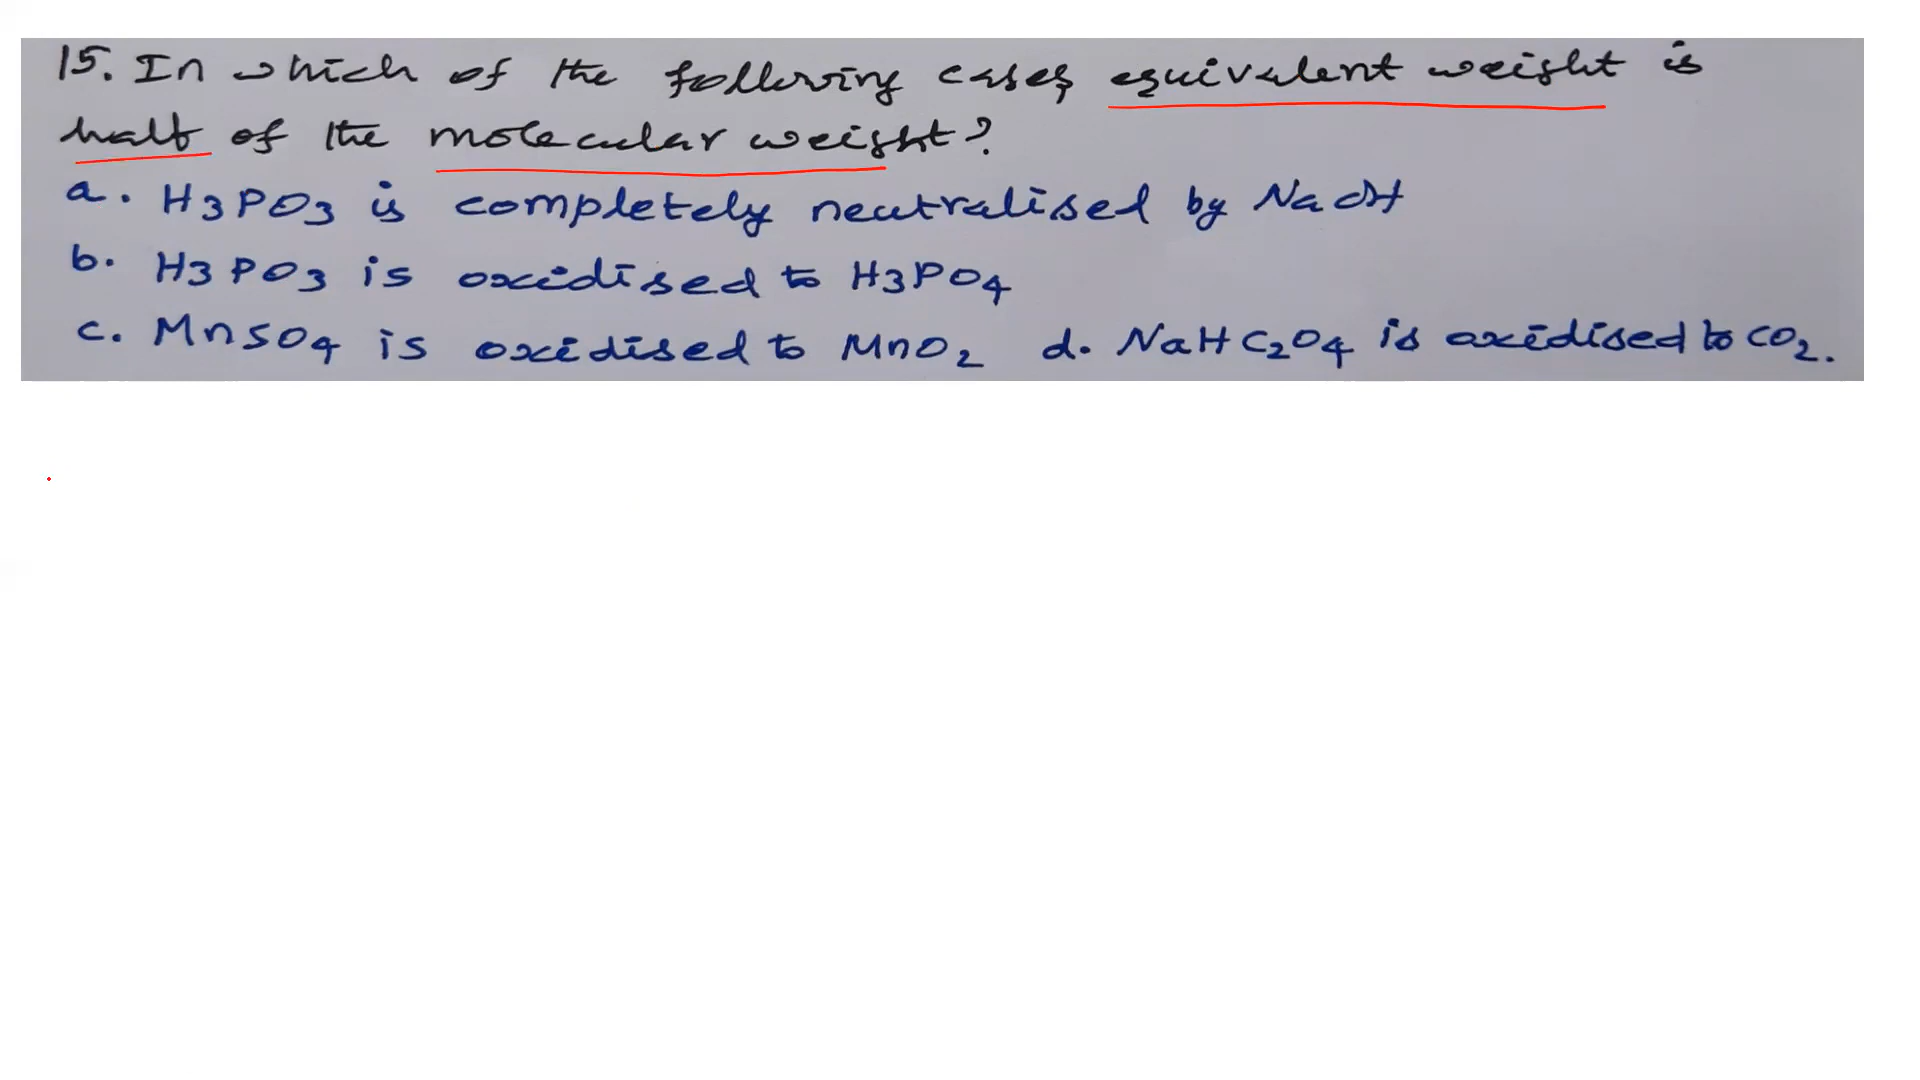 15. In which of the following cases, equivalent weight is
half of the molecular weight?
a. H3PO3 is completely neutralised by NaOH
b. H3PO3 is oxidised to H3PO4
c. MnSO4 is oxidised to MnO2 d. NaHC2O4 is oxidised to CO2.